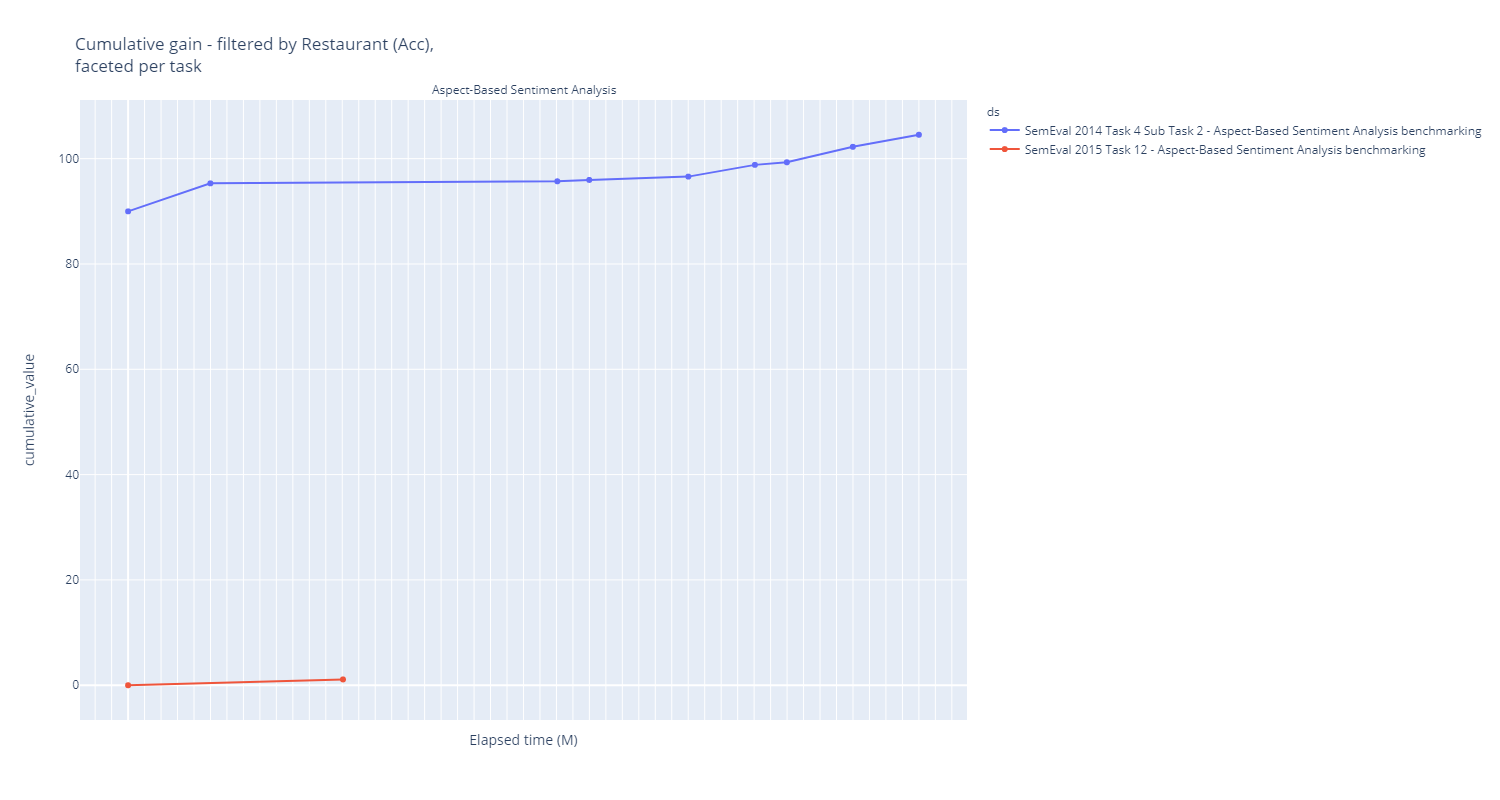 Cumulative gain - filtered by Restaurant (Acc),
faceted per task
Aspect-Based Sentiment Analysis
ds
SemEval 2014 Task 4 Sub Task 2 - Aspect-Based Sentiment Analysis benchmarking
SemEval 2015 Task 12 - Aspect-Based Sentiment Analysis benchmarking
100
80
60
40
20
0
cumulative_value
Elapsed time (M)